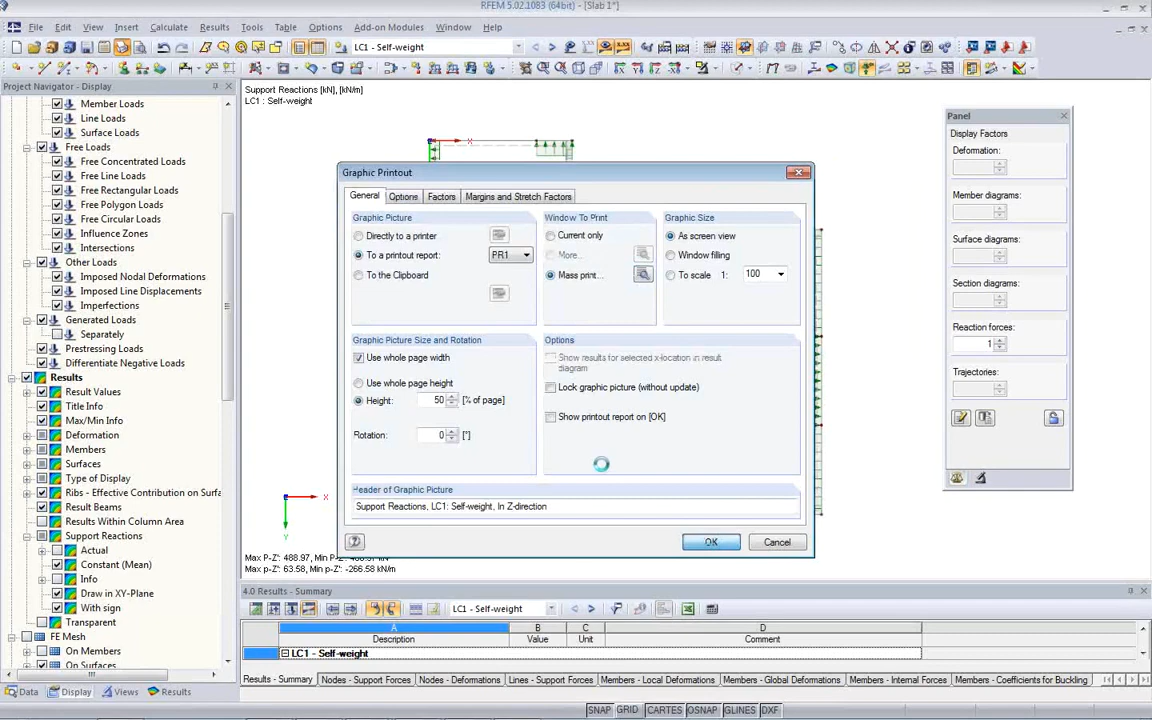 RFEM 5.02.1083 (64bit) - [Slab 1*]
File Edit View Insert Calculate Results Tools Table Options Add-on Modules Window Help
LC1 - Self-weight
Project Navigator - Display
Member Loads
Line Loads
Surface Loads
Free Loads
Free Concentrated Loads
Free Line Loads
Free Rectangular Loads
Free Polygon Loads
Free Circular Loads
Influence Zones
Intersections
Other Loads
Imposed Nodal Deformations
Imposed Line Displacements
Imperfections
Generated Loads
Separately
Prestressing Loads
Differentiate Negative Loads
Results
Result Values
Title Info
Max/Min Info
Deformation
Members
Surfaces
Type of Display
Ribs - Effective Contribution on Surfa
Result Beams
Results Within Column Area
Support Reactions
Actual
Constant (Mean)
Info
Draw in XY-Plane
With sign
Transparent
FE Mesh
On Members
On Surfaces
Data Display Views Results
Support Reactions [kN], [kN/m]
LC1 : Self-weight
X
X
Y
Max P-Z': 488.97, Min P-
Max p-Z': 63.58, Min p-Z': -266.58 kN/m
Graphic Printout
General Options Factors Margins and Stretch Factors
Graphic Picture
Directly to a printer
To a printout report: PR1
To the Clipboard
Window To Print
Current only
More...
Mass print...
Graphic Size
As screen view
Window filling
To scale 1: 100
Graphic Picture Size and Rotation
Use whole page width
Use whole page height
Height: 50 [% of page]
Rotation: 0 [°]
Options
Show results for selected x-location in result
diagram
Lock graphic picture (without update)
Show printout report on [OK]
Header of Graphic Picture
Support Reactions, LC1: Self-weight, In Z-direction
OK Cancel
Panel
Display Factors
Deformation:
Member diagrams:
Surface diagrams:
Section diagrams:
Reaction forces:
1
Trajectories:
4.0 Results - Summary
LC1 - Self-weight
A B C D
Description Value Unit Comment
LC1 - Self-weight
Results - Summary Nodes - Support Forces Nodes - Deformations Lines - Support Forces Members - Local Deformations Members - Global Deformations Members - Internal Forces Members - Coefficients for Buckling
SNAP GRID CARTES OSNAP GLINES DXF